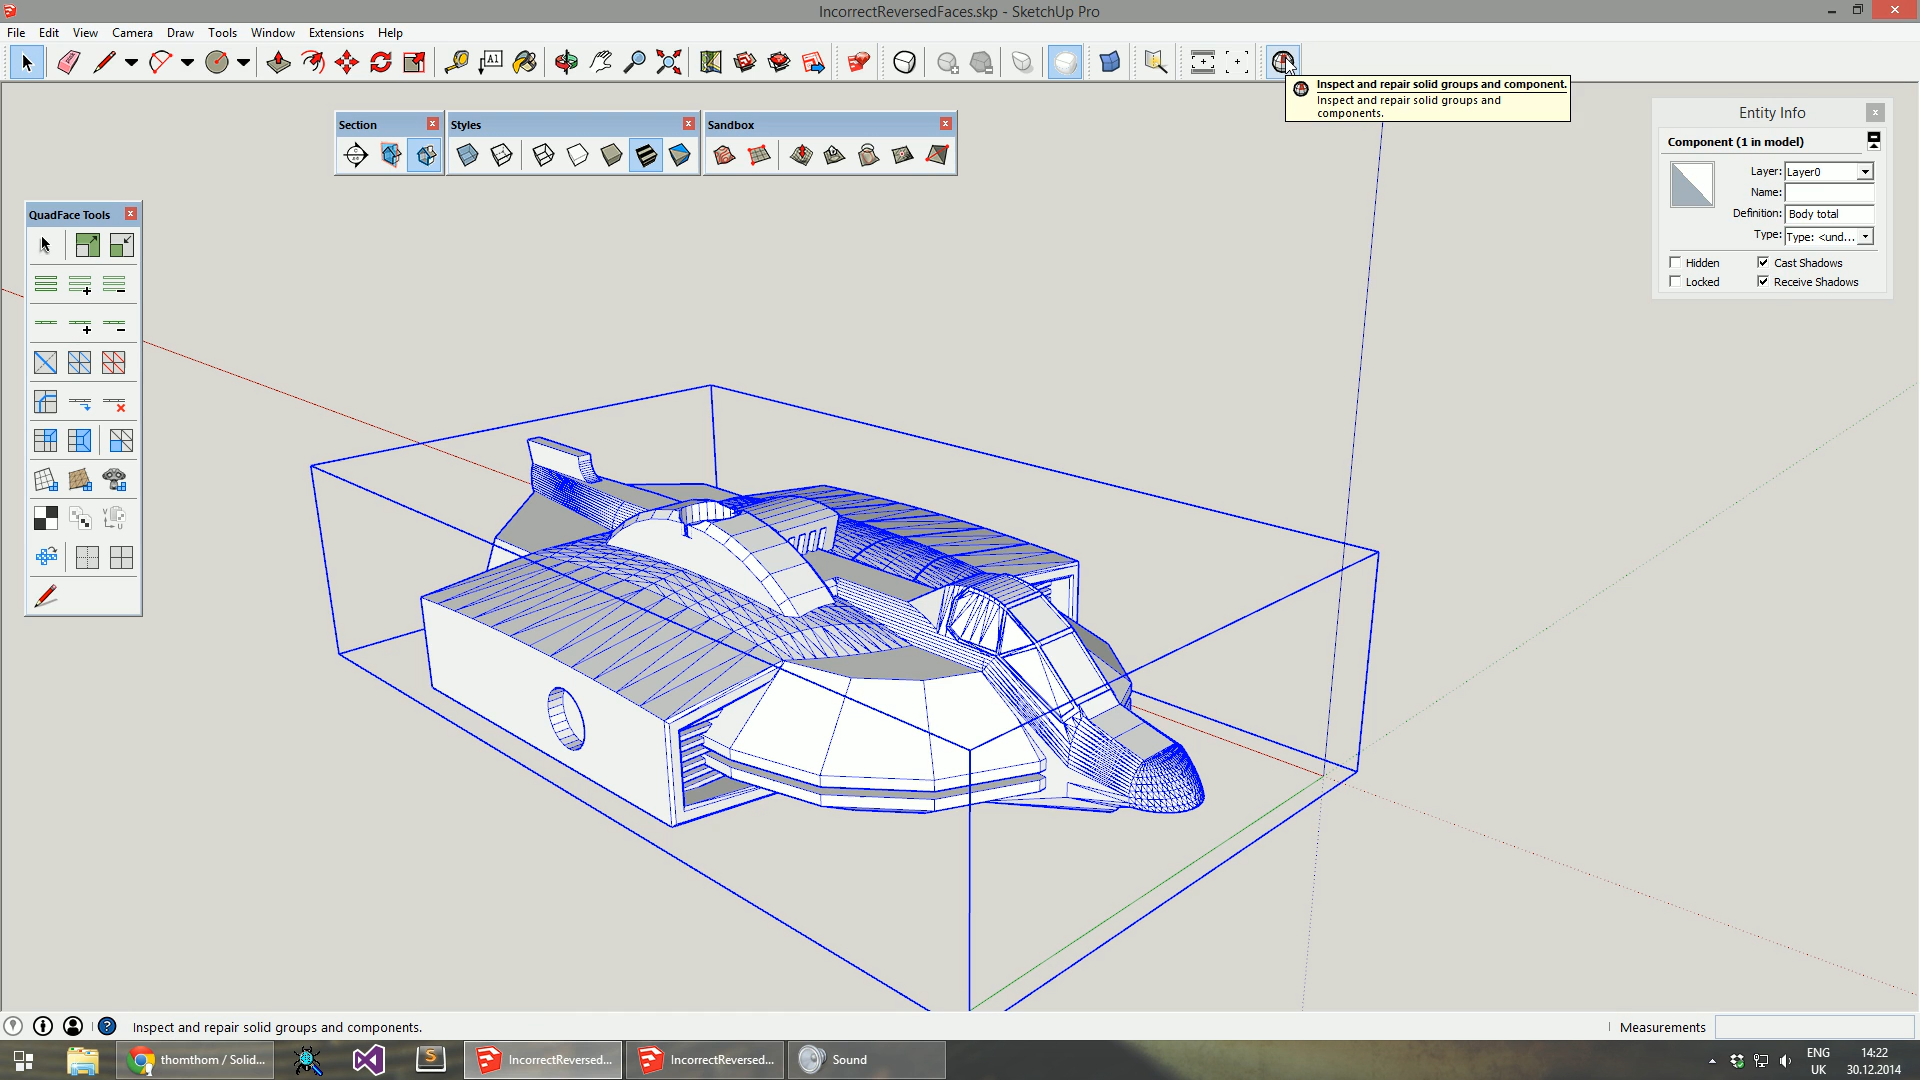 IncorrectReversedFaces.skp - SketchUp Pro
File Edit View Camera Draw Tools Window Extensions Help
A1
Inspect and repair solid groups and component.
Inspect and repair solid groups and
components.
Section
Styles
Sandbox
QuadFace Tools
Entity Info
Component (1 in model)
Layer: Layer0
Name:
Definition: Body total
Type: Type: <und...
Hidden
Cast Shadows
Locked
Receive Shadows
Inspect and repair solid groups and components.
Measurements
thomthom / Solid...
IncorrectReversed...
IncorrectReversed...
Sound
ENG
UK
14:22
30.12.2014